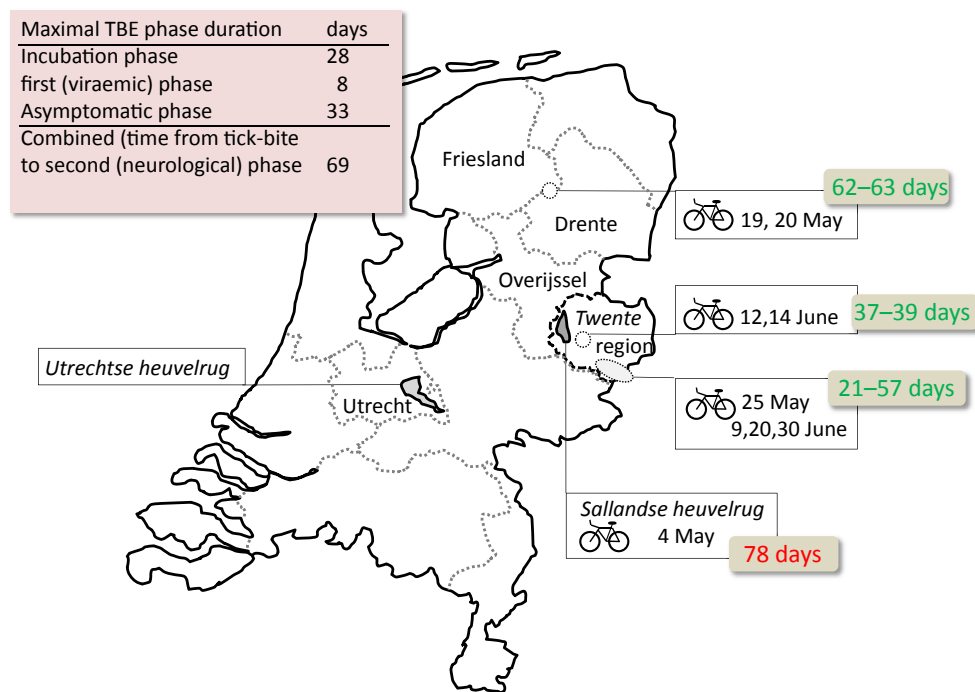 Maximal TBE phase duration days
Incubation phase 28
first (viraemic) phase 8
Asymptomatic phase 33
Combined (time from tick-bite
to second (neurological) phase 69
Friesland
62–63 days
19, 20 May
Drente
Overijssel
Twente
region
37–39 days
12,14 June
Utrechtse heuvelrug
Utrecht
21–57 days
25 May
9,20,30 June
Sallandse heuvelrug
4 May
78 days